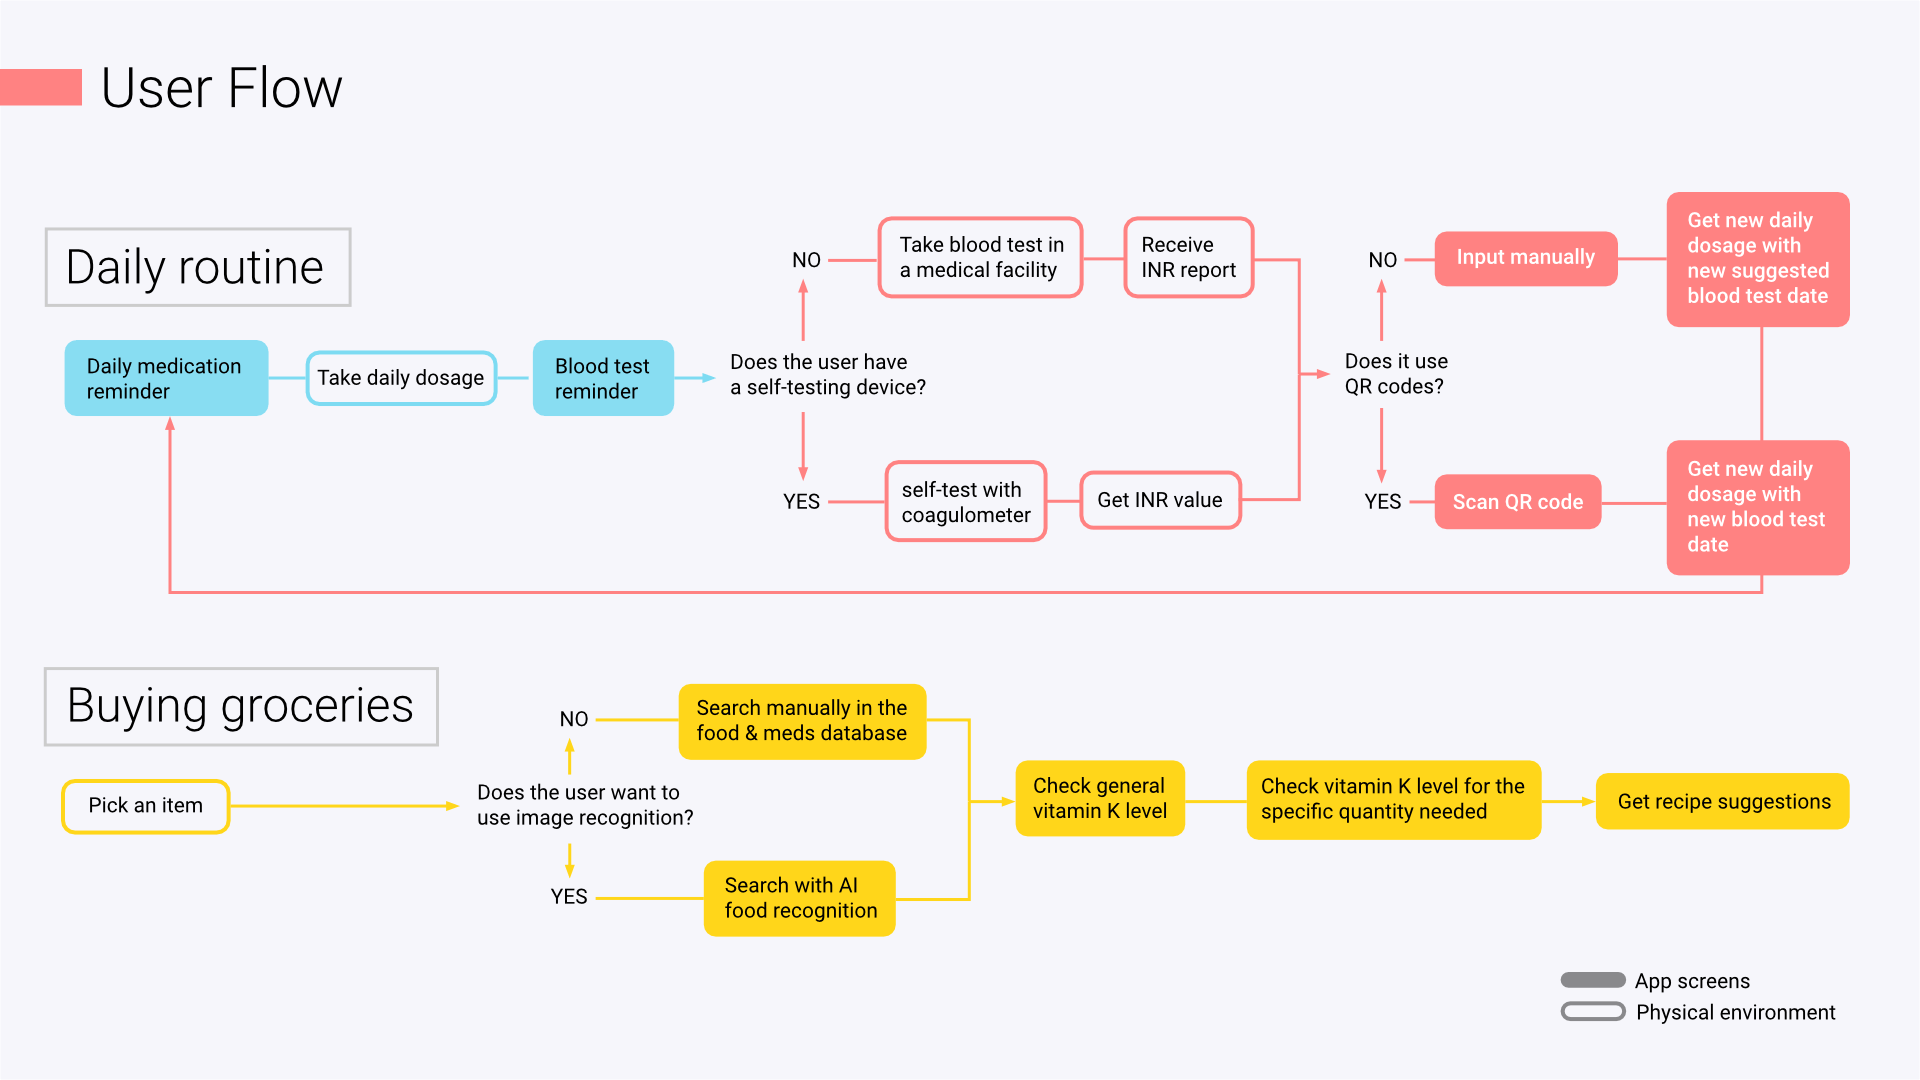 User Flow
Daily routine
Daily medication
reminder
Take daily dosage
Blood test
reminder
Does the user have
a self-testing device?
NO
Take blood test in
a medical facility
Receive
INR report
YES
self-test with
coagulometer
Get INR value
Does it use
QR codes?
NO
Input manually
Get new daily
dosage with
new suggested
blood test date
YES
Scan QR code
Get new daily
dosage with
new blood test
date
Buying groceries
Pick an item
Does the user want to
use image recognition?
NO
Search manually in the
food & meds database
YES
Search with AI
food recognition
Check general
vitamin K level
Check vitamin K level for the
specific quantity needed
Get recipe suggestions
App screens
Physical environment